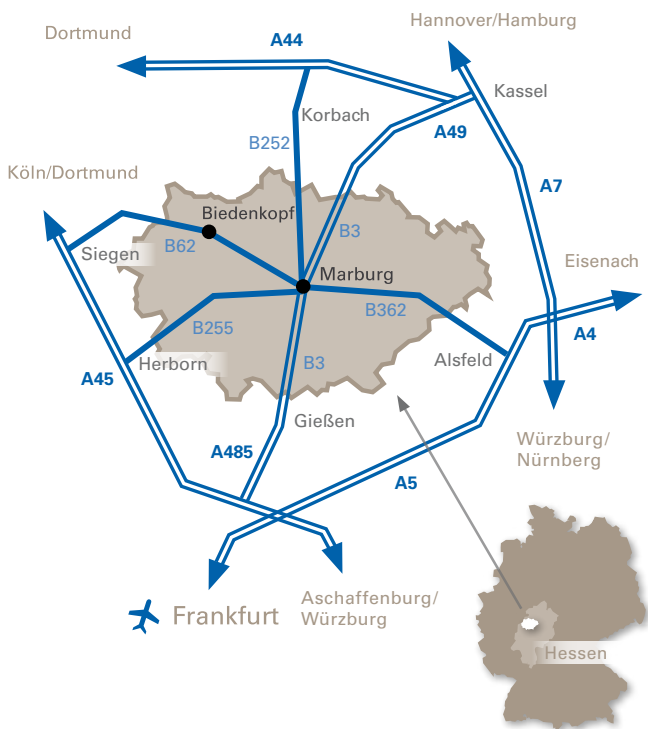 Hannover/Hamburg
Dortmund
A44
Kassel
Korbach
A49
B252
Köln/Dortmund
A7
Biedenkopf
B3
B62
Siegen
Eisenach
Marburg
B362
B255
A4
Alsfeld
Herborn
B3
A45
Gießen
Würzburg/
Nürnberg
A485
A5
Aschaffenburg/
Würzburg
Frankfurt
Hessen